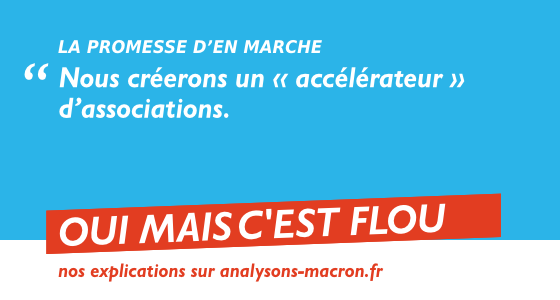 LA PROMESSE D’EN MARCHE
“ Nous créerons un « accélérateur »
d’associations.
OUI MAIS C'EST FLOU
nos explications sur analysons-macron.fr